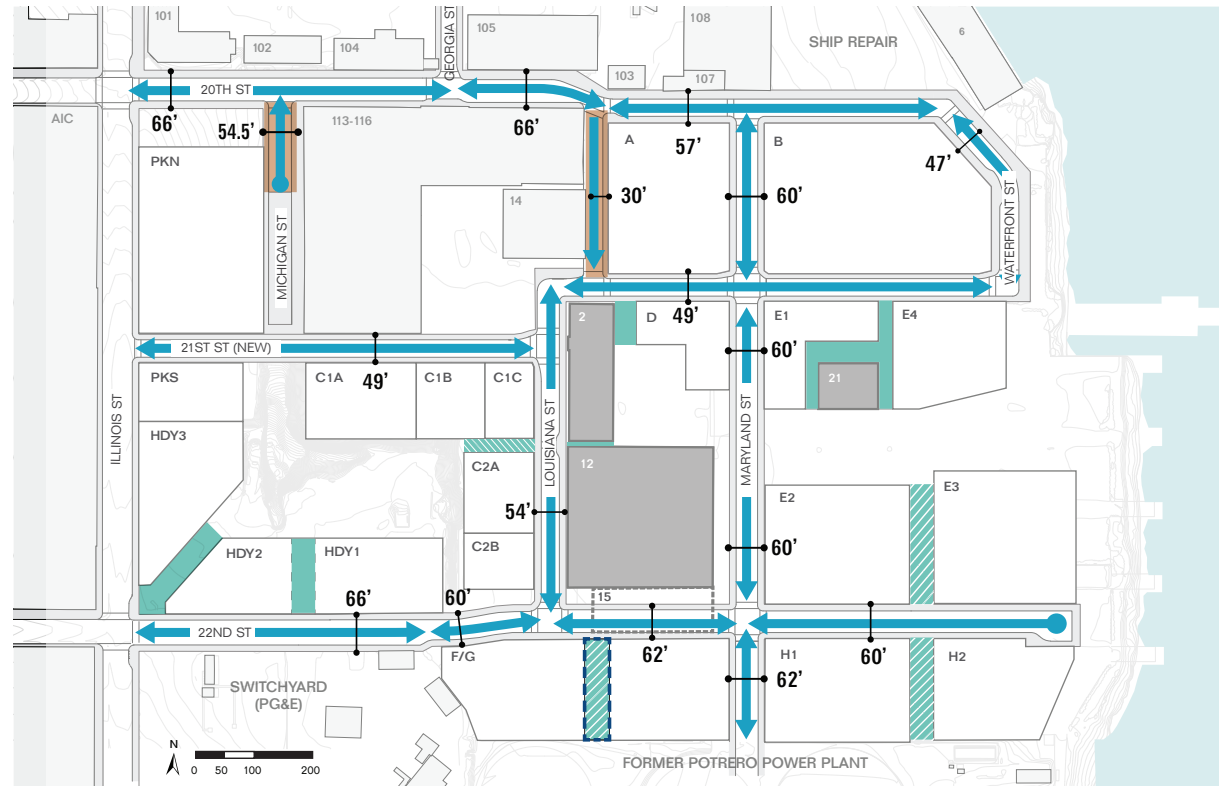 101
102
104
GEORGIA ST
105
108
SHIP REPAIR
6
103
107
20TH ST
AIC
66'
54.5'
113-116
66'
57'
A
B
47'
PKN
14
30'
60'
MICHIGAN ST
WATERFRONT ST
ILLINOIS ST
21ST ST (NEW)
49'
49'
2
D
E1
E4
60'
21
PKS
C1A
C1B
C1C
HDY3
LOUISIANA ST
MARYLAND ST
12
C2A
E2
E3
54'
C2B
60'
HDY2
HDY1
66'
60'
15
22ND ST
F/G
62'
H1
60'
H2
62'
SWITCHYARD
(PG&E)
N
0 50 100 200
FORMER POTRERO POWER PLANT